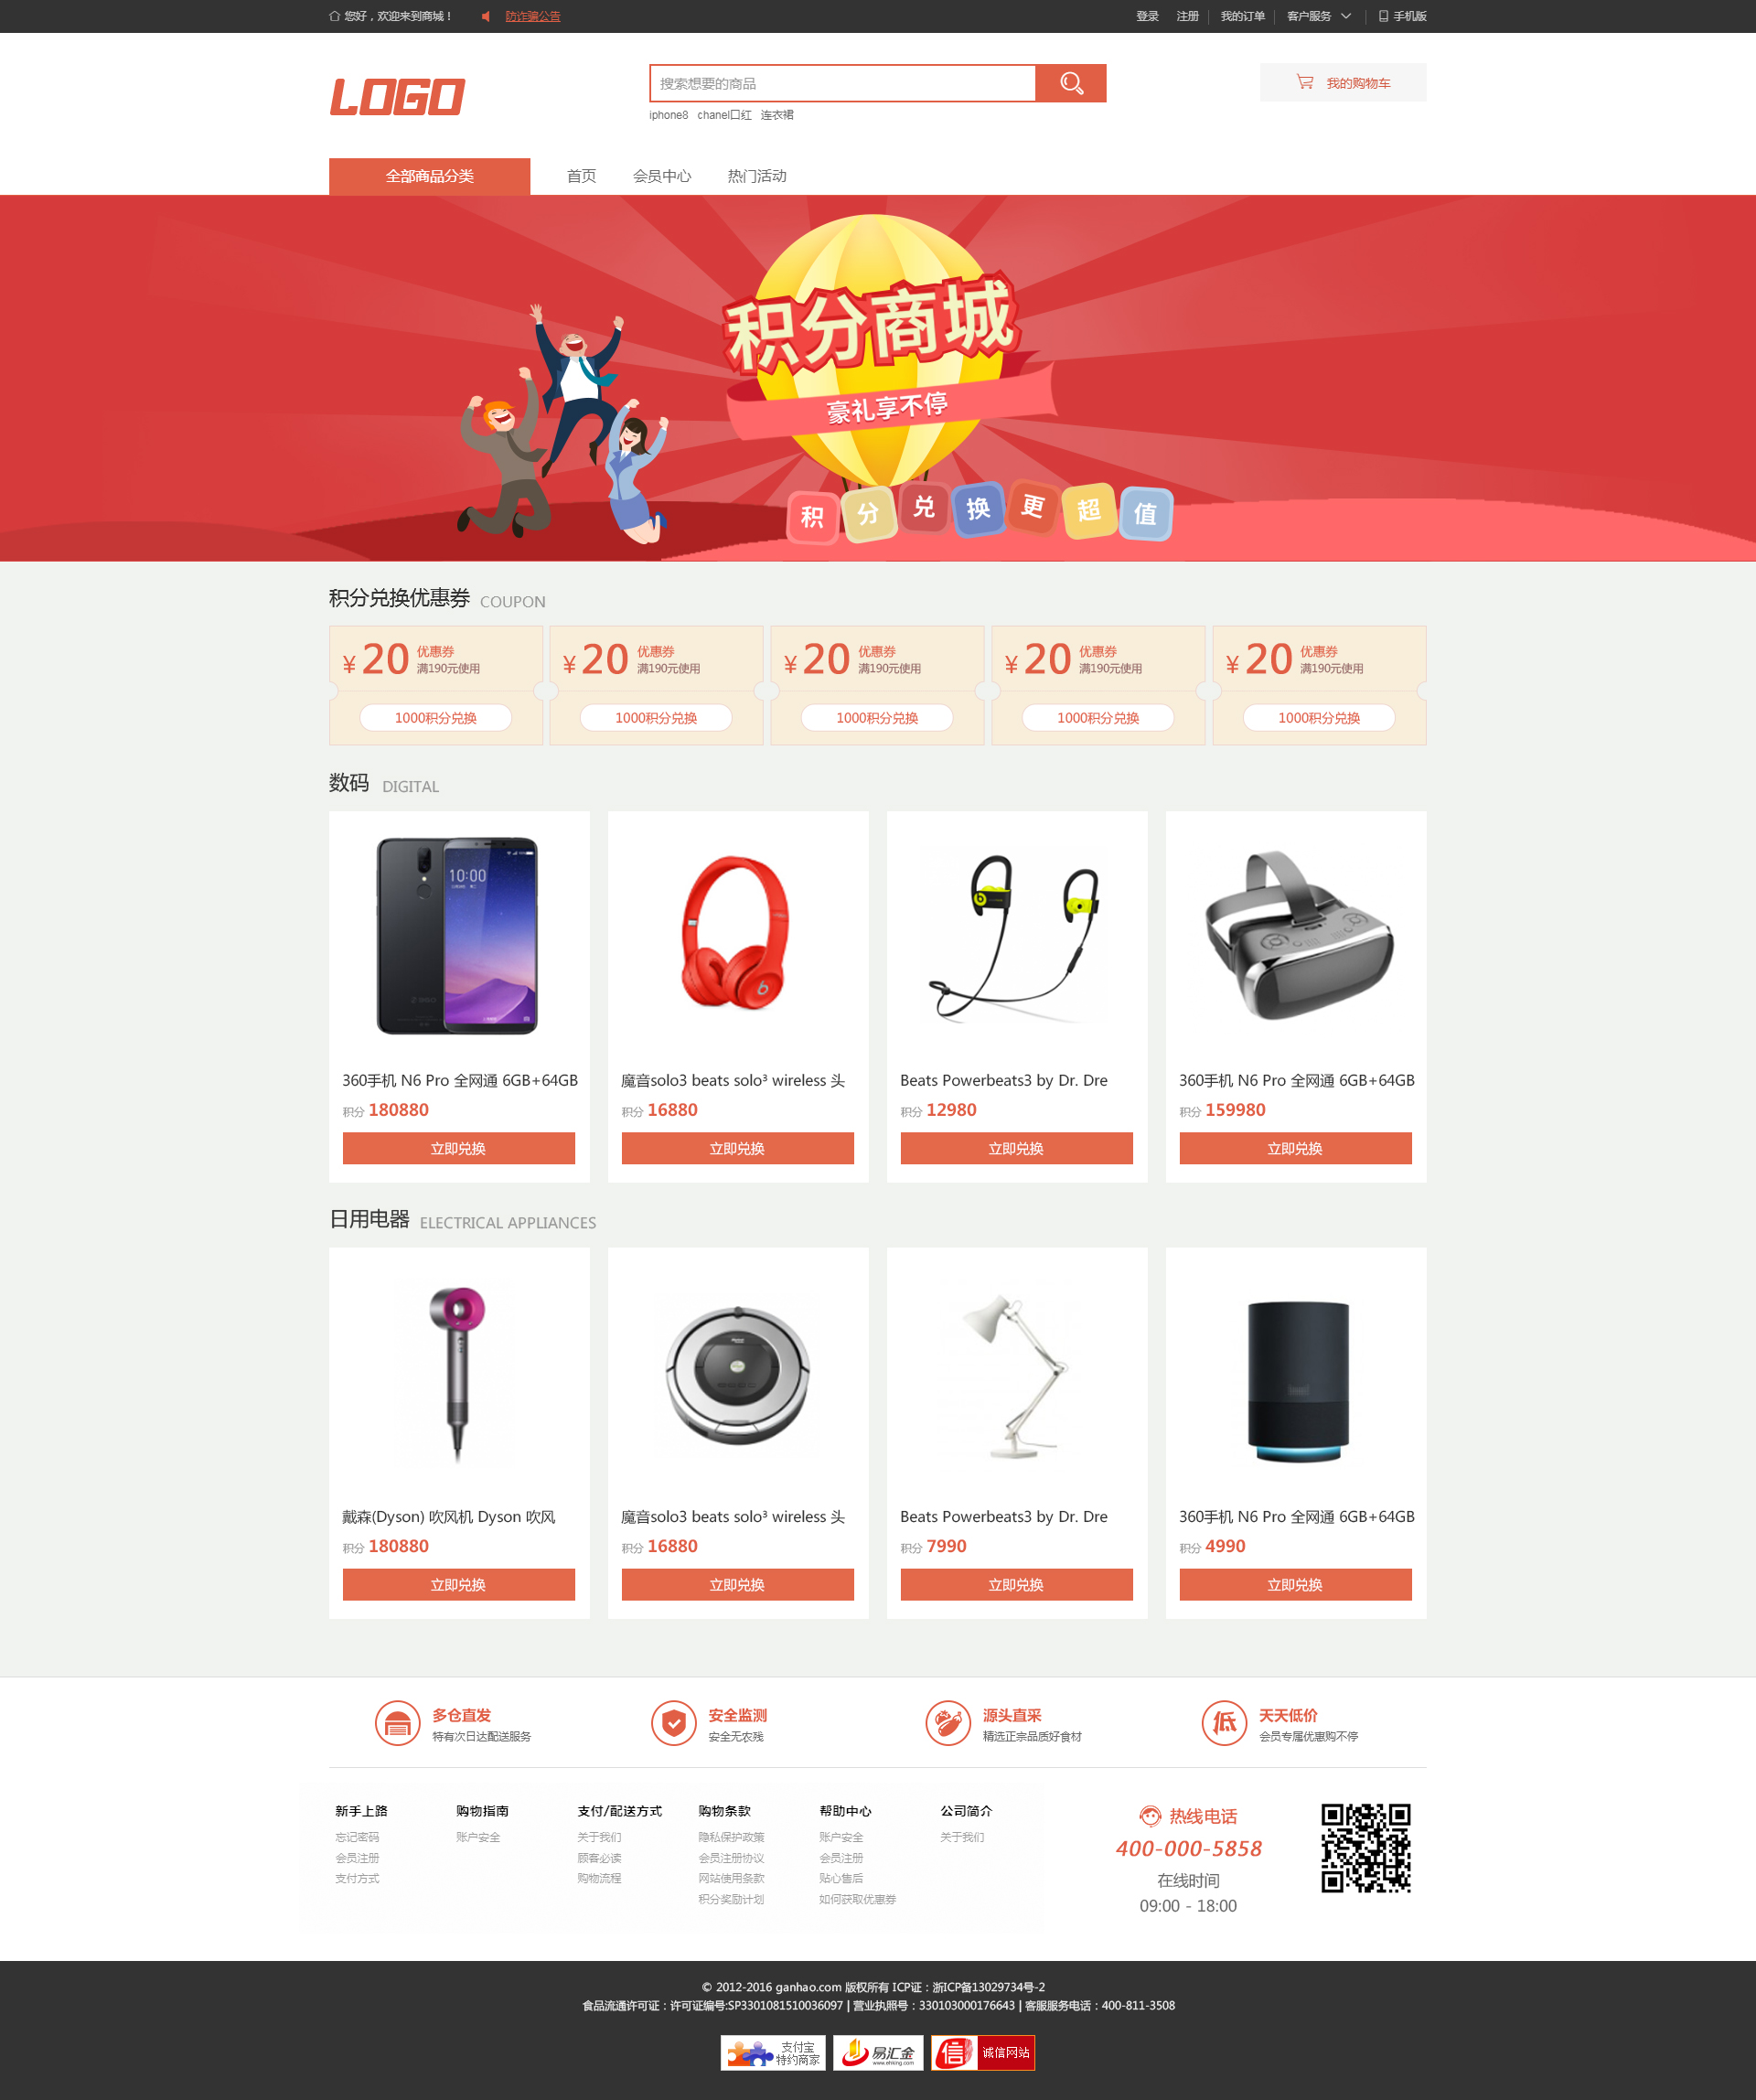 您好，欢迎来到商城！ 防诈骗公告 登录 注册 我的订单 客户服务 手机版
LOGO
搜索想要的商品
我的购物车
iphone8 chanel口红 连衣裙
全部商品分类 首页 会员中心 热门活动
积分商城
豪礼享不停
积分兑换更超值
积分兑换优惠券 COUPON
¥ 20 优惠券 满190元使用
1000积分兑换
¥ 20 优惠券 满190元使用
1000积分兑换
¥ 20 优惠券 满190元使用
1000积分兑换
¥ 20 优惠券 满190元使用
1000积分兑换
¥ 20 优惠券 满190元使用
1000积分兑换
数码 DIGITAL
10:00
360手机 N6 Pro 全网通 6GB+64GB
积分 180880
立即兑换
魔音solo3 beats solo³ wireless 头
积分 16880
立即兑换
Beats Powerbeats3 by Dr. Dre
积分 12980
立即兑换
360手机 N6 Pro 全网通 6GB+64GB
积分 159980
立即兑换
日用电器 ELECTRICAL APPLIANCES
戴森(Dyson) 吹风机 Dyson 吹风
积分 180880
立即兑换
魔音solo3 beats solo³ wireless 头
积分 16880
立即兑换
Beats Powerbeats3 by Dr. Dre
积分 7990
立即兑换
360手机 N6 Pro 全网通 6GB+64GB
积分 4990
立即兑换
多仓直发
特有次日达配送服务
安全监测
安全无农残
源头直采
精选正宗品质好食材
低
天天低价
会员专属优惠购不停
新手上路
忘记密码
会员注册
支付方式
购物指南
账户安全
支付/配送方式
关于我们
顾客必读
购物流程
购物条款
隐私保护政策
会员注册协议
网站使用条款
积分奖励计划
帮助中心
账户安全
会员注册
贴心售后
如何获取优惠券
公司简介
关于我们
热线电话
400-000-5858
在线时间
09:00 - 18:00
© 2012-2016 ganhao.com 版权所有 ICP证：浙ICP备13029734号-2
食品流通许可证：许可证编号:SP3301081510036097 | 营业执照号：330103000176643 | 客服服务电话：400-811-3508
支付宝
特约商家
易汇金
www.ehking.com
信 诚信网站